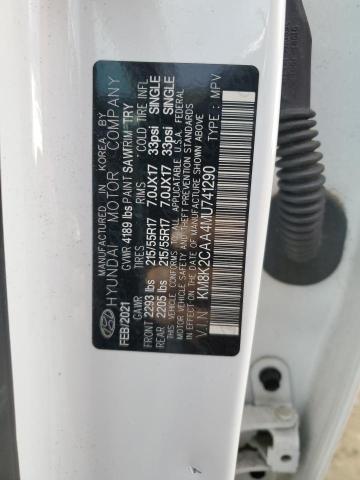 MANUFACTURED IN KOREA BY
HYUNDAI MOTOR COMPANY
FEB/2021 GVWR 4189 lbs PAINT SAW TRIM TRY
GAWR TIRES RIMS COLD TIRE INFL
FRONT 2293 lbs 215/55R17 7.0JX17 33psi SINGLE
REAR 2205 lbs 215/55R17 7.0JX17 33psi SINGLE
THIS VEHICLE CONFORMS TO ALL APPLICABLE U.S.A. FEDERAL
MOTOR VEHICLE SAFETY AND THEFT PREVENTION STANDARDS
IN EFFECT ON THE DATE OF MANUFACTURE SHOWN ABOVE.
V.I.N KM8K2CAA4MU741290 TYPE : MPV